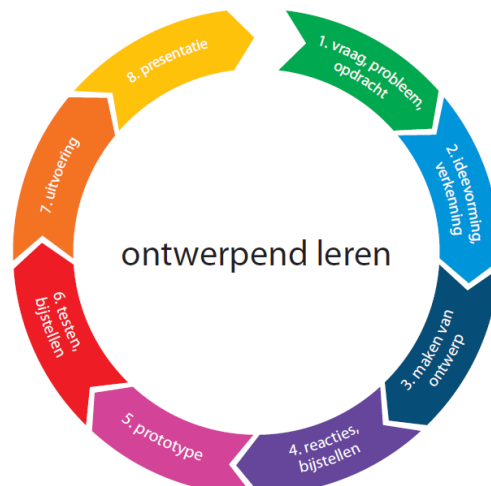 1. vraag, probleem,
opdracht
2. ideevorming,
verkenning
3. maken van
ontwerp
4. reacties,
bijstellen
5. prototype
6. testen,
bijstellen
7. uitvoering
8. presentatie
ontwerpend leren